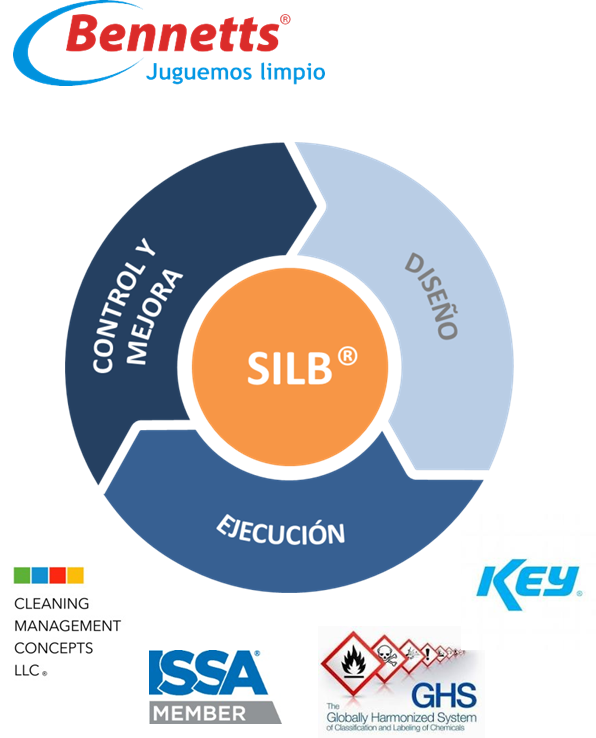 Bennetts®
Juguemos limpio
CONTROL Y
MEJORA
DISEÑO
SILB®
EJECUCIÓN
KEY®
CLEANING
MANAGEMENT
CONCEPTS
LLC®
ISSA®
MEMBER
GHS
The
Globally Harmonized System
of Classification and Labeling of Chemicals